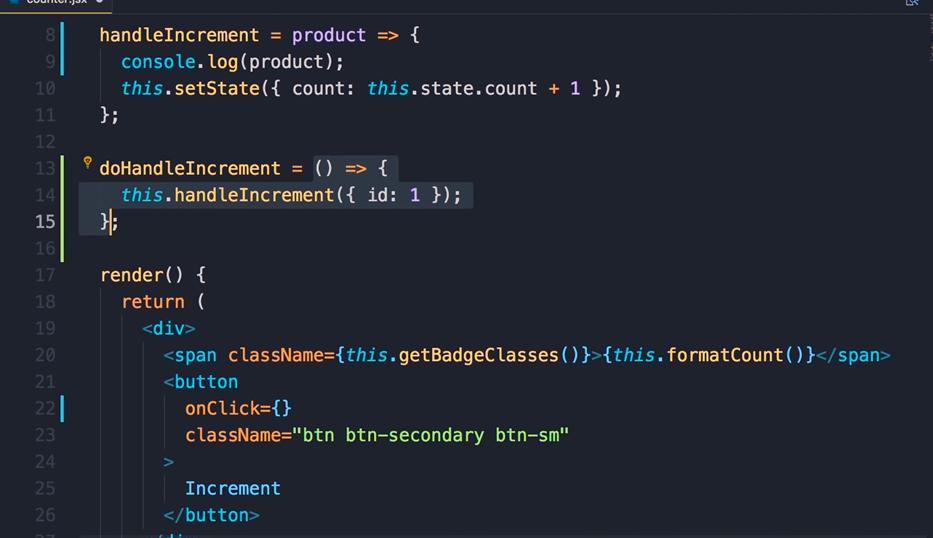 counter.jsx
8 handleIncrement = product => {
9 console.log(product);
10 this.setState({ count: this.state.count + 1 });
11 };
12
13 doHandleIncrement = () => {
14 this.handleIncrement({ id: 1 });
15 };
16
17 render() {
18 return (
19 <div>
20 <span className={this.getBadgeClasses()}>{this.formatCount()}</span>
21 <button
22 onClick={}
23 className="btn btn-secondary btn-sm"
24 >
25 Increment
26 </button>